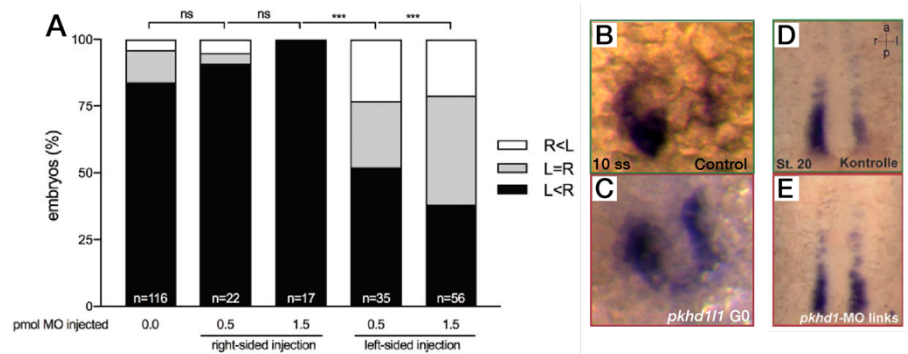 A
ns
ns
***
***
100
75
50
25
0
embryos (%)
R<L
L=R
L<R
n=116
n=22
n=17
n=35
n=56
pmol MO injected
0.0
0.5
1.5
0.5
1.5
right-sided injection
left-sided injection
B
10 ss
Control
C
pkhd1l1 G0
D
a
r
l
p
St. 20
Kontrolle
E
pkhd1-MO links